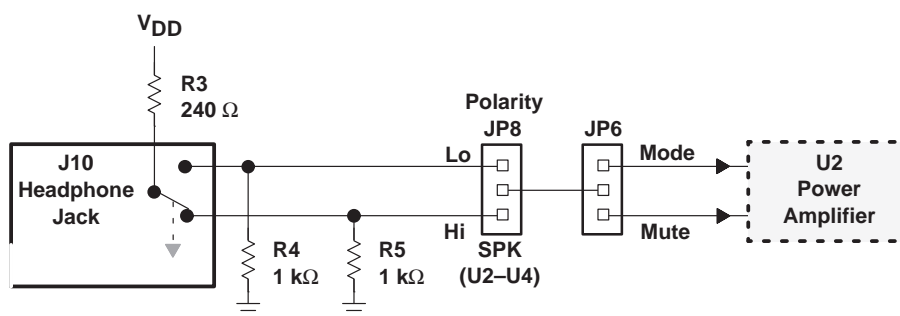 VDD
R3
240 Ω
Polarity
JP8
JP6
J10
Headphone
Jack
Lo
Mode
U2
Power
Amplifier
Hi
Mute
R4
1 kΩ
R5
1 kΩ
SPK
(U2–U4)